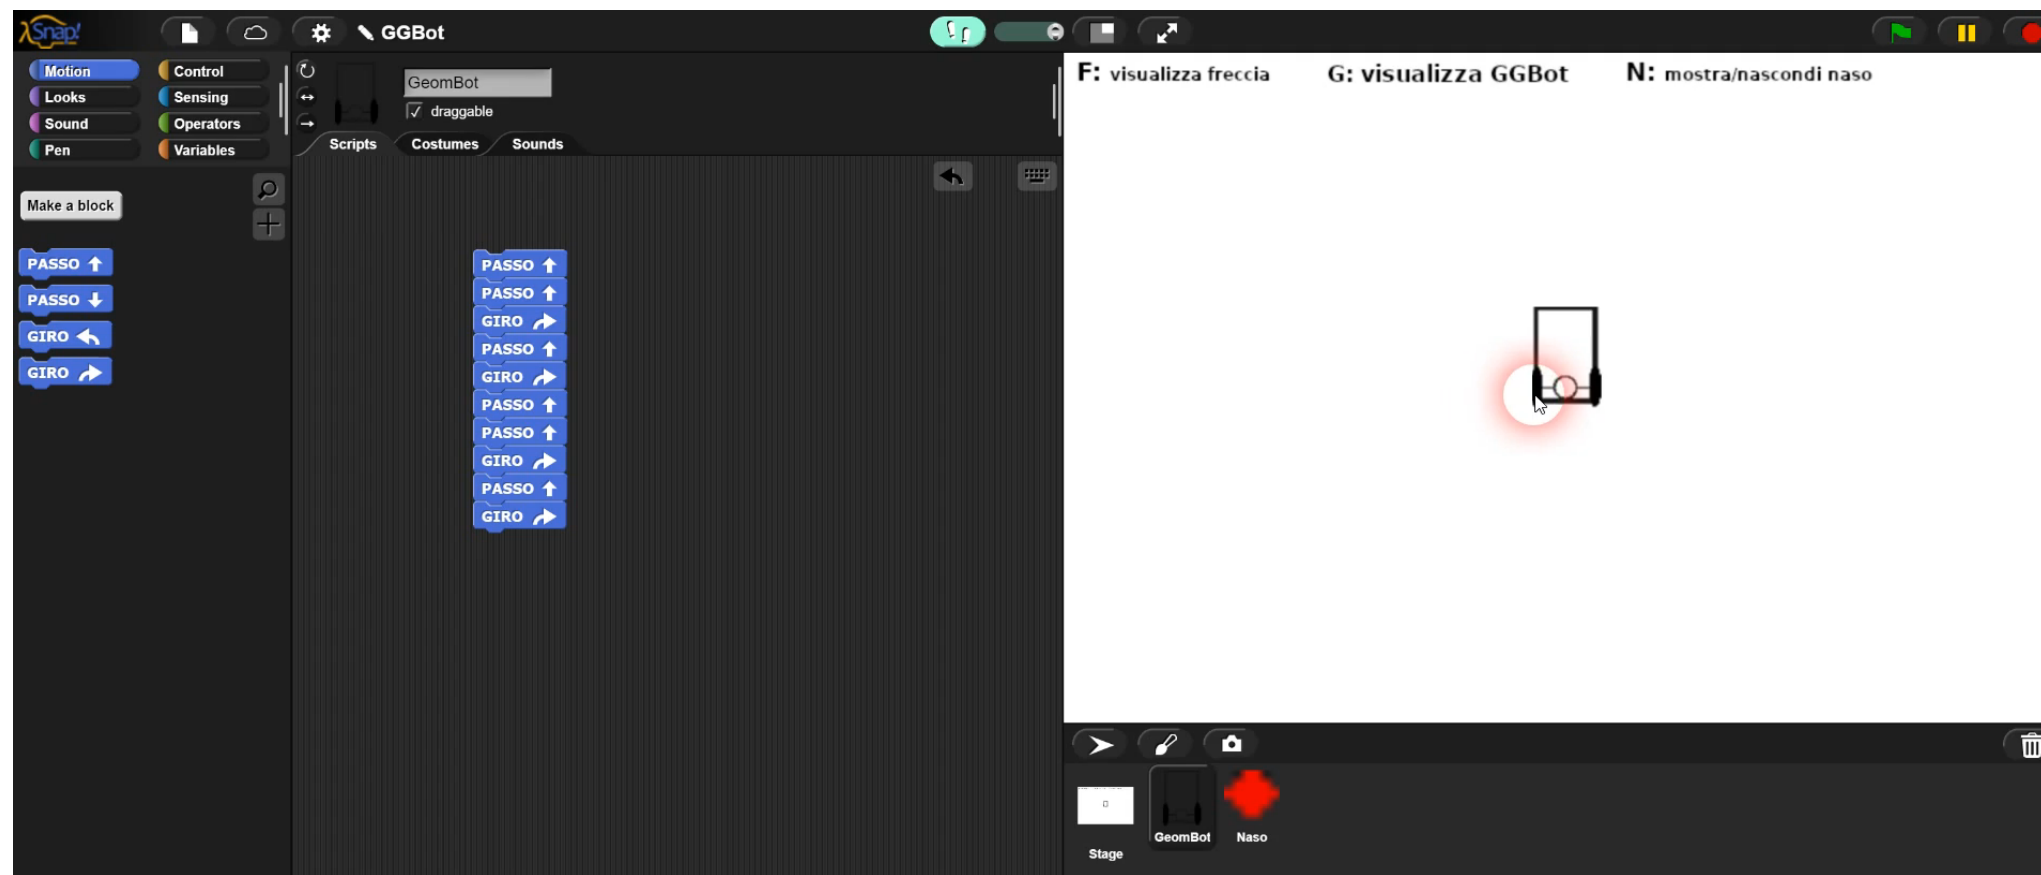 Snap!
GGBot
Motion
Control
Looks
Sensing
Sound
Operators
Pen
Variables
Make a block
PASSO
PASSO
GIRO
GIRO
GeomBot
draggable
Scripts
Costumes
Sounds
PASSO
PASSO
GIRO
PASSO
GIRO
PASSO
PASSO
GIRO
PASSO
GIRO
F: visualizza freccia
G: visualizza GGBot
N: mostra/nascondi naso
Stage
GeomBot
Naso